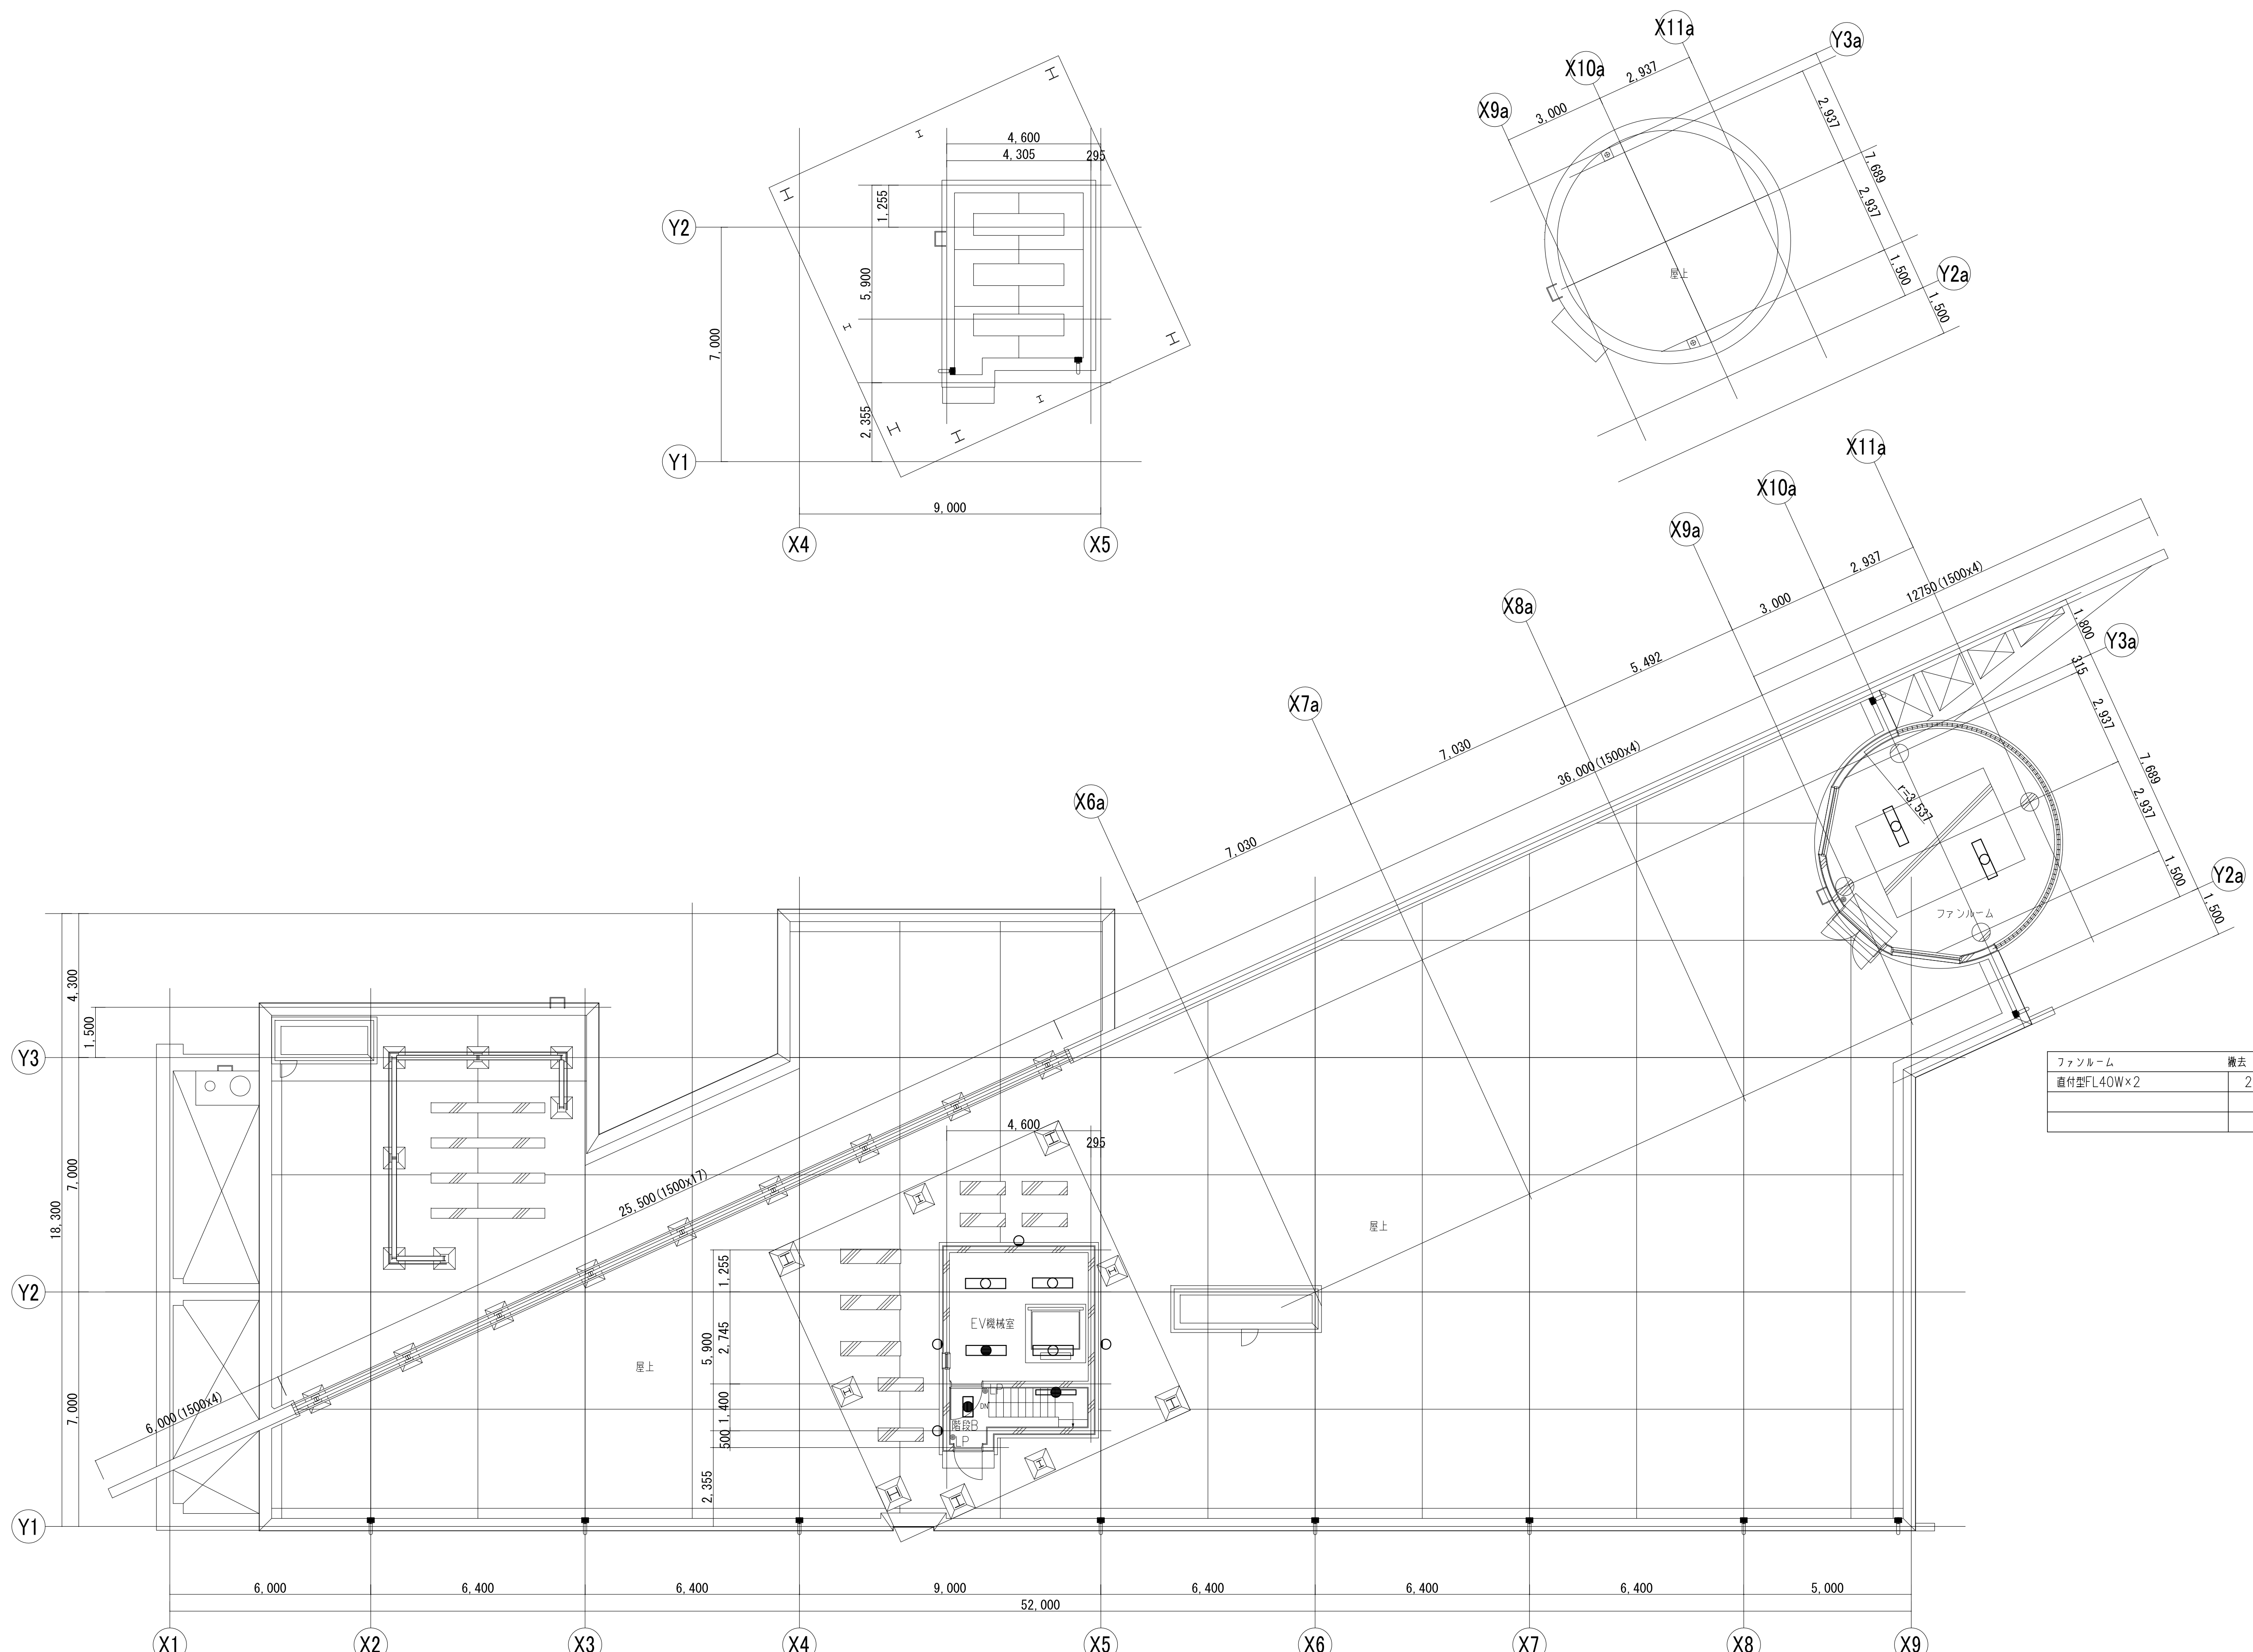 X11a
Y3a
X10a
2,937
X9a
3,000
2,937
7,689
2,937
屋上
1,500
Y2a
1,500
4,600
4,305
295
1,255
Y2
5,900
7,000
2,355
Y1
9,000
X4
X5
X11a
X10a
X9a
2,937
12750(1500x4)
3,000
X8a
5,492
1,800
Y3a
315
X7a
7,030
36,000(1500x4)
2,937
7,689
r=3,537
2,937
X6a
7,030
1,500
Y2a
1,500
ファンルーム
4,300
1,500
Y3
ファンルーム 撤去
直付型FL40W×2 2
4,600
295
7,000
18,300
25,500(1500x17)
屋上
1,255
Y2
EV機械室
5,900
2,745
屋上
LP
1,400
DN
階段B
500
LP
7,000
6,000(1500x4)
2,355
Y1
6,000
6,400
6,400
9,000
6,400
6,400
6,400
5,000
52,000
X1
X2
X3
X4
X5
X6
X7
X8
X9